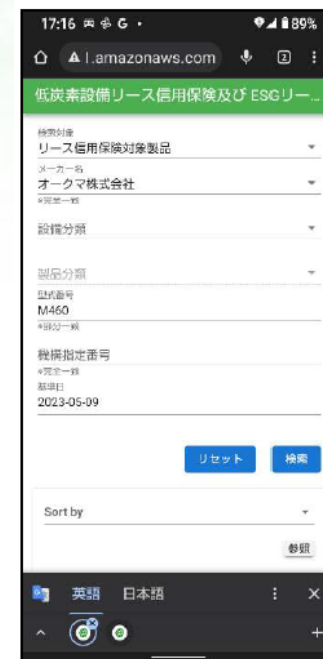 17:16 G • 89%
l.amazonaws.com 2
低炭素設備リース信用保険及び ESGリー...
検索対象
リース信用保険対象製品
メーカー名
オークマ株式会社
*完全一致
設備分類
製品分類
型式番号
M460
*部分一致
機構指定番号
*完全一致
基準日
2023-05-09
リセット 検索
Sort by
参照
英語 日本語